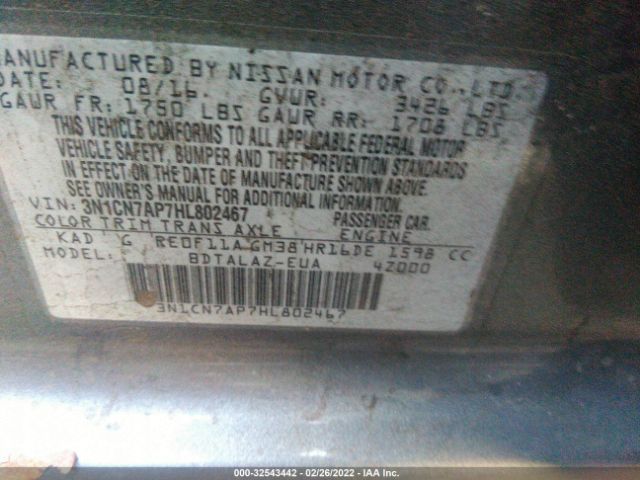 MANUFACTURED BY NISSAN MOTOR CO., LTD.
DATE: 08/16 GVWR: 3426 LBS
GAWR FR: 1750 LBS GAWR RR: 1708 LBS
THIS VEHICLE CONFORMS TO ALL APPLICABLE FEDERAL MOTOR
VEHICLE SAFETY, BUMPER AND THEFT PREVENTION STANDARDS
IN EFFECT ON THE DATE OF MANUFACTURE SHOWN ABOVE.
SEE OWNER'S MANUAL FOR ADDITIONAL INFORMATION.
VIN: 3N1CN7AP7HL802467 PASSENGER CAR
COLOR TRIM TRANS AXLE ENGINE
KAD G RE0F11A GM38 HR16DE 1598 CC
MODEL: BDTALAZ-EUA 4Z000
3N1CN7AP7HL802467
000-32543442 - 02/26/2022 - IAA Inc.